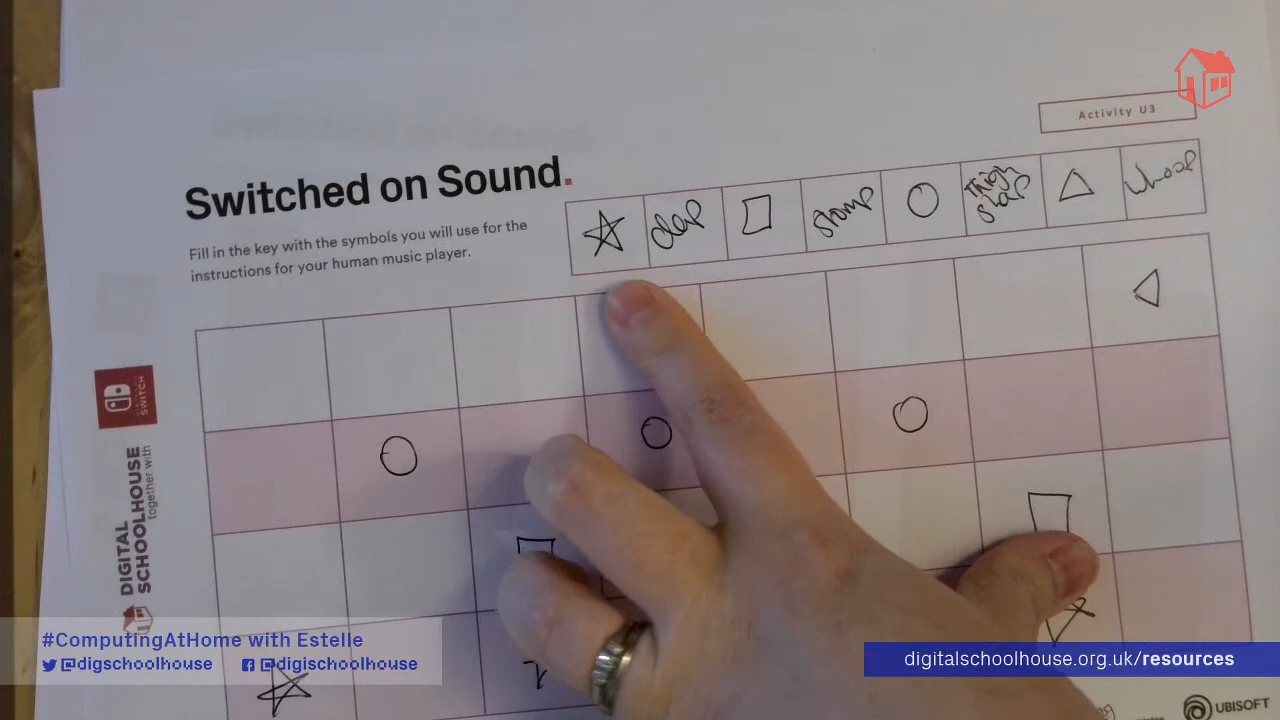 Activity U3
Switched on Sound.
Fill in the key with the symbols you will use for the
instructions for your human music player.
clap
stomp
Thigh
slap
whoop
NINTENDO
SWITCH
DIGITAL
SCHOOLHOUSE
together with
#ComputingAtHome with Estelle
@digschoolhouse @digischoolhouse
digitalschoolhouse.org.uk/resources
UBISOFT